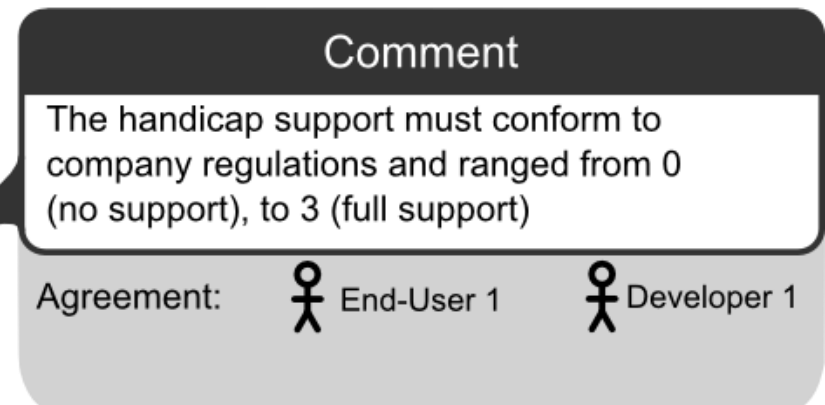 Comment
The handicap support must conform to
company regulations and ranged from 0
(no support), to 3 (full support)
Agreement: End-User 1 Developer 1